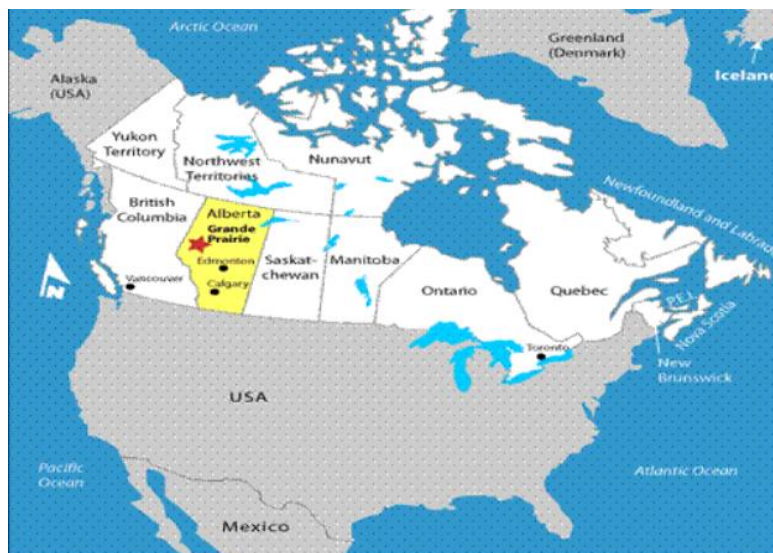 Arctic Ocean
Greenland
(Denmark)
Iceland
Alaska
(USA)
Yukon
Territory
Northwest
Territories
Nunavut
British
Columbia
Alberta
Grande
Prairie
Edmonton
Calgary
Vancouver
Saskat-
chewan
Manitoba
Ontario
Quebec
Newfoundland and Labrad
P.E.I.
Nova Scotia
New
Brunswick
Toronto
N
USA
Pacific
Ocean
Atlantic Ocean
Mexico